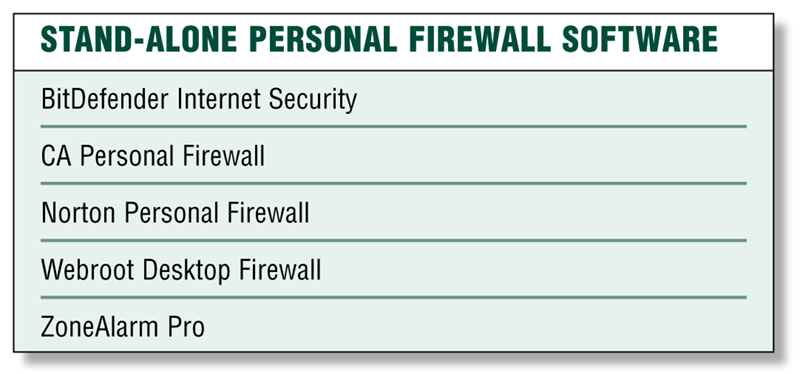 STAND-ALONE PERSONAL FIREWALL SOFTWARE
BitDefender Internet Security
CA Personal Firewall
Norton Personal Firewall
Webroot Desktop Firewall
ZoneAlarm Pro